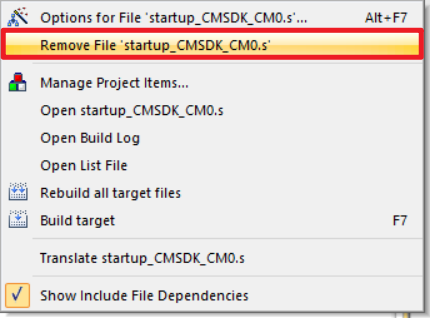 Options for File 'startup_CMSDK_CM0.s'... Alt+F7
Remove File 'startup_CMSDK_CM0.s'
Manage Project Items...
Open startup_CMSDK_CM0.s
Open Build Log
Open List File
Rebuild all target files
Build target F7
Translate startup_CMSDK_CM0.s
Show Include File Dependencies